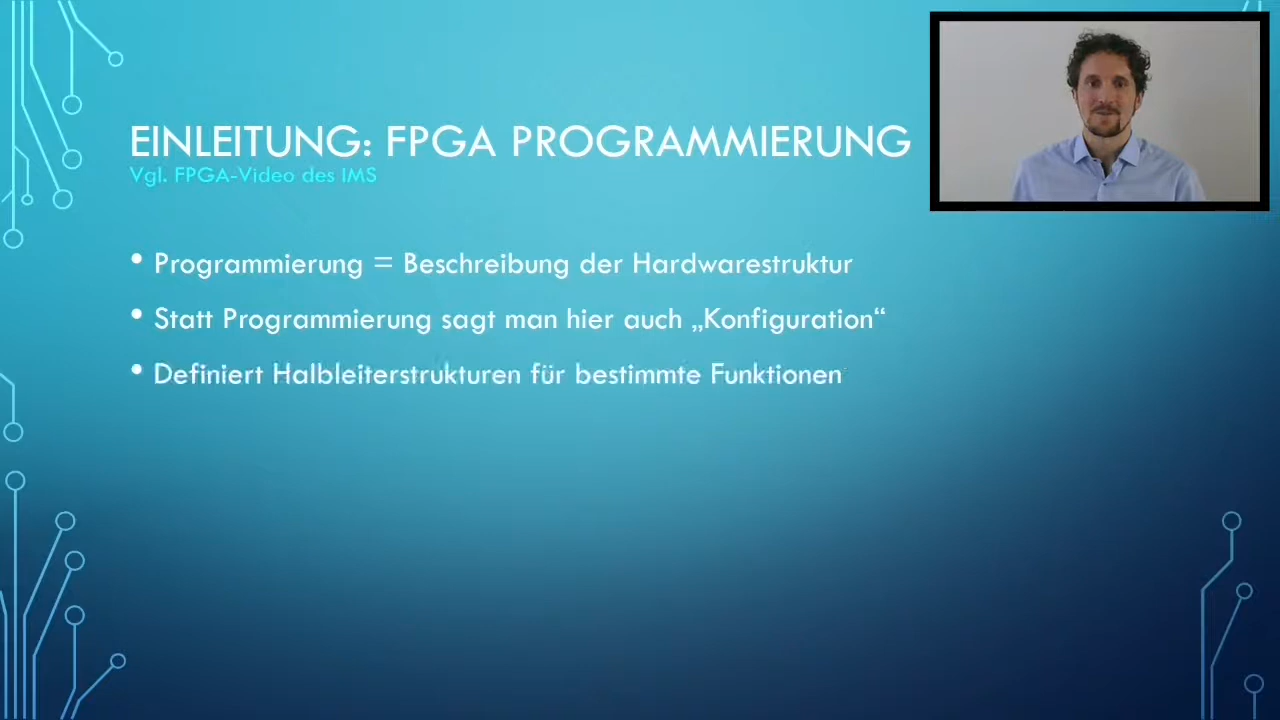 EINLEITUNG: FPGA PROGRAMMIERUNG
Vgl. FPGA-Video des IMS
• Programmierung = Beschreibung der Hardwarestruktur
• Statt Programmierung sagt man hier auch „Konfiguration“
• Definiert Halbleiterstrukturen für bestimmte Funktionen